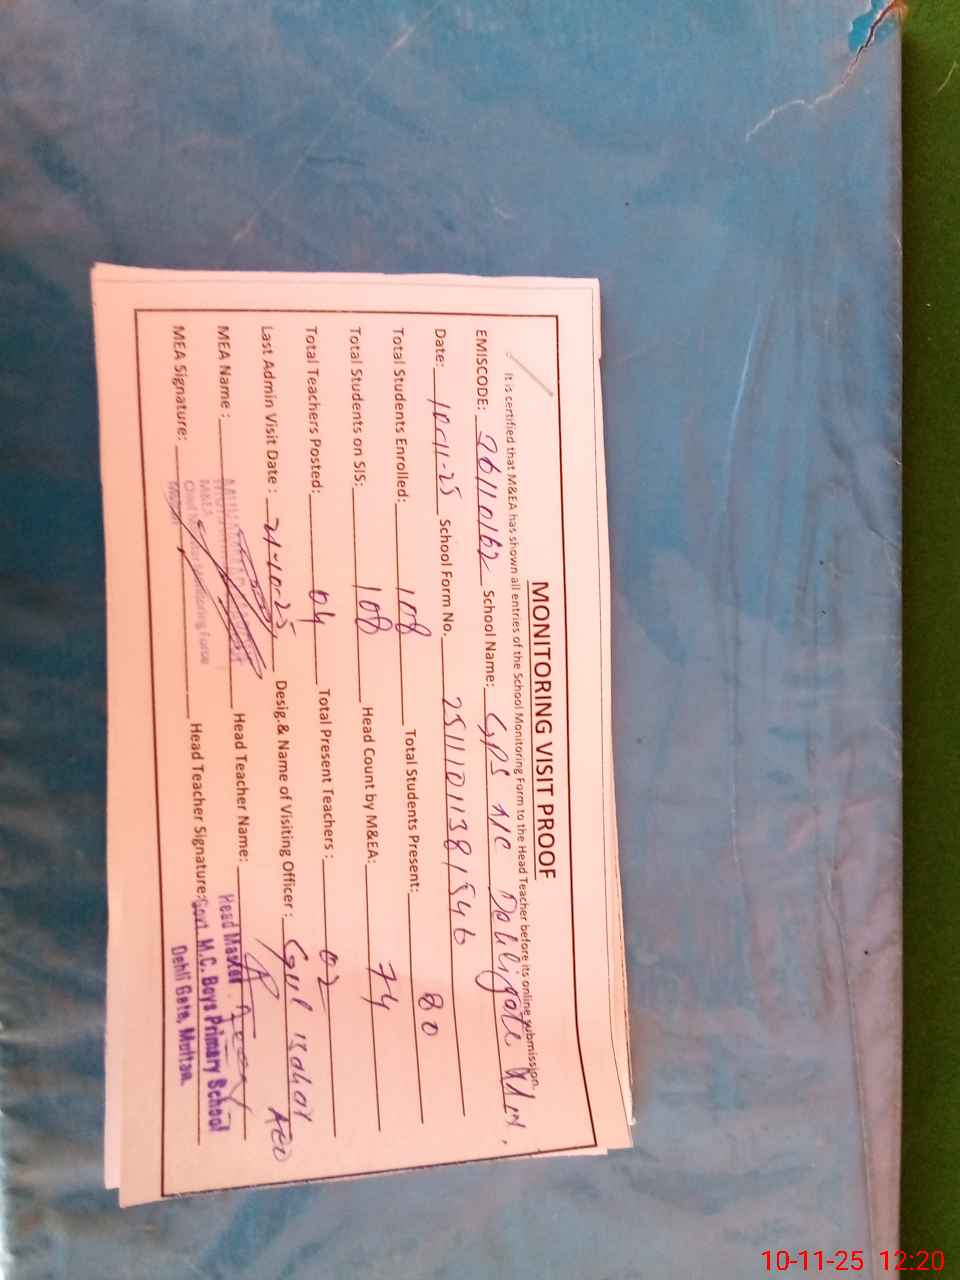 MONITORING VISIT PROOF
It is certified that M&EA has shown all entries of the School Monitoring Form to the Head Teacher before its online submission.
EMISCODE: 36110162 School Name: GPS MC Dehligate Mln.
Date: 10-11-25 School Form No. 25111011381546
Total Students Enrolled: 108 Total Students Present: 80
Total Students on SIS: 108 Head Count by M&EA: 74
Total Teachers Posted: 04 Total Present Teachers: 02
Last Admin Visit Date: 21-10-25 Desig.& Name of Visiting Officer: Gul AEO
MEA Name: Head Teacher Name:
MEA Signature: Monitoring Force Head Teacher Signature:
Head Master
Govt. M.C. Boys Primary School
Dehli Gate, Multan.
10-11-25 12:20